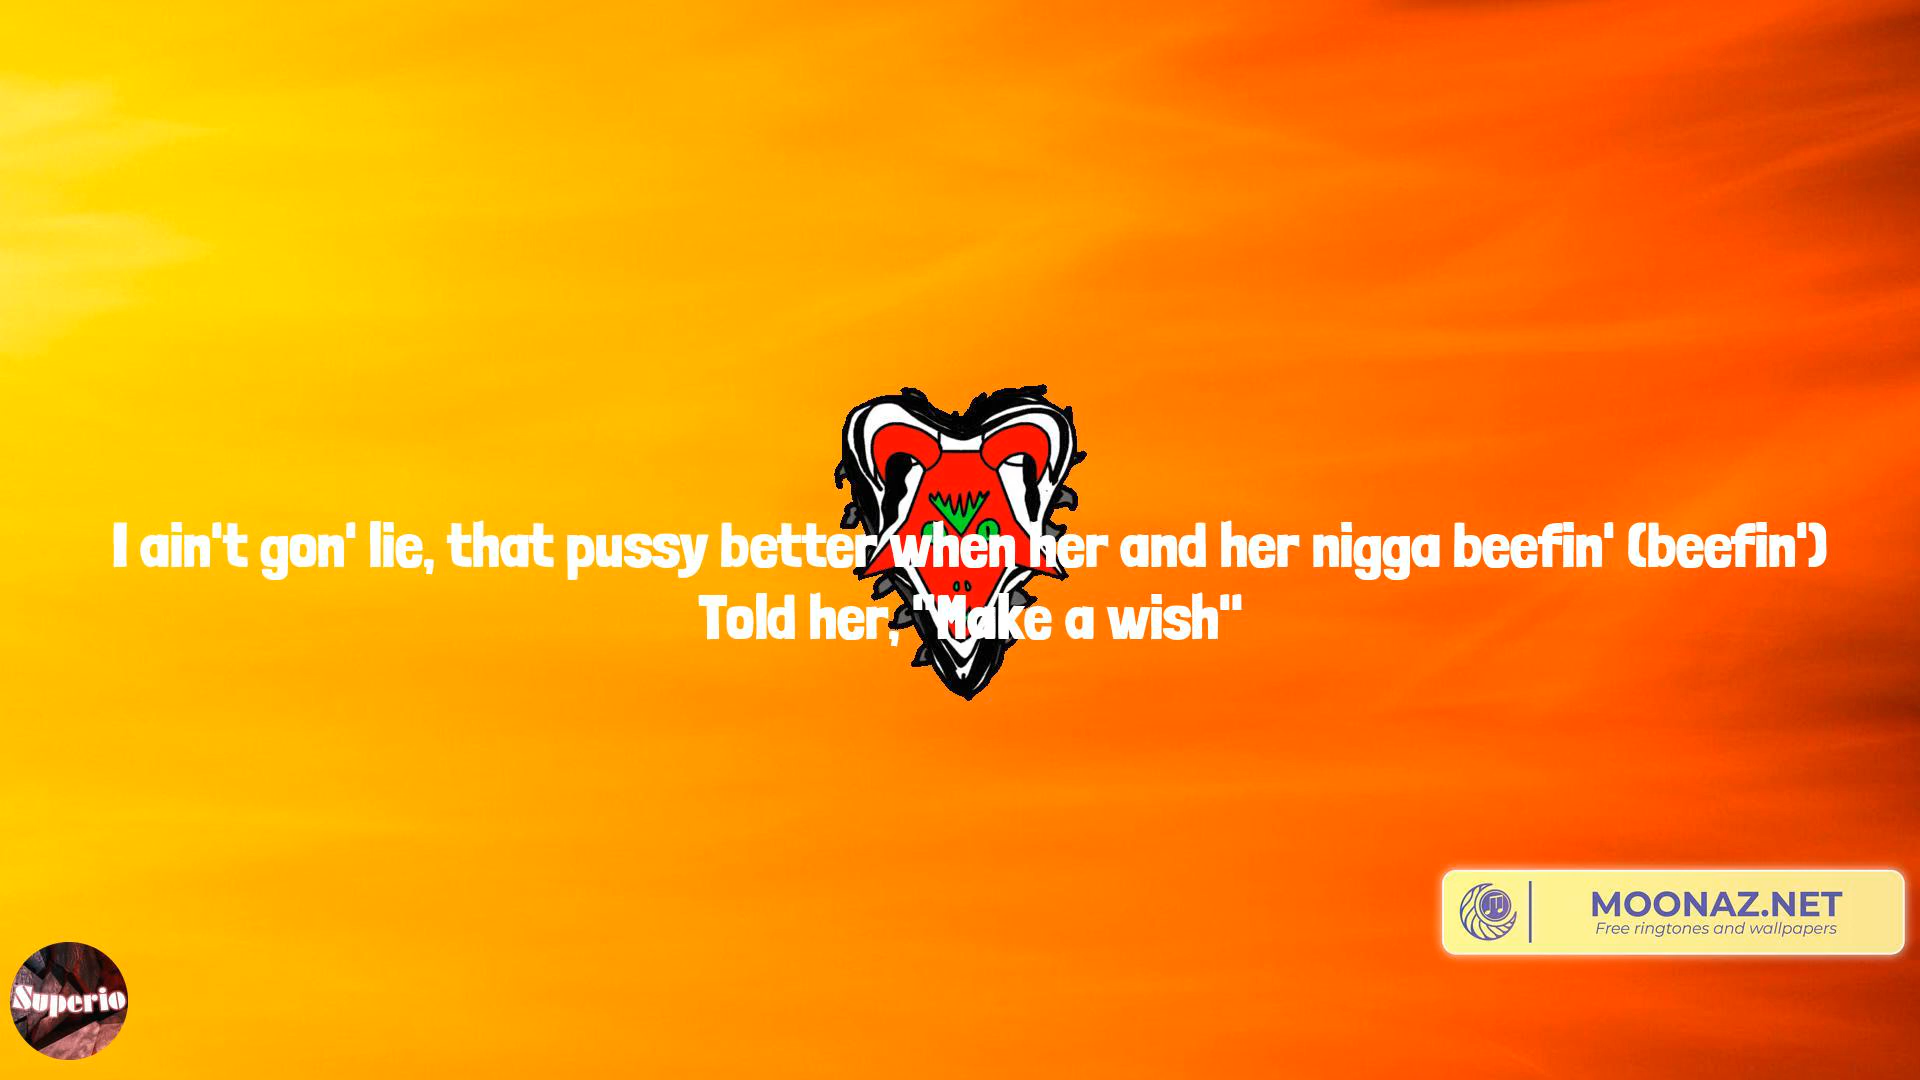 I ain't gon' lie, that pussy better when her and her nigga beefin' (beefin')
Told her, "Make a wish"
MOONAZ.NET
Free ringtones and wallpapers
Superio